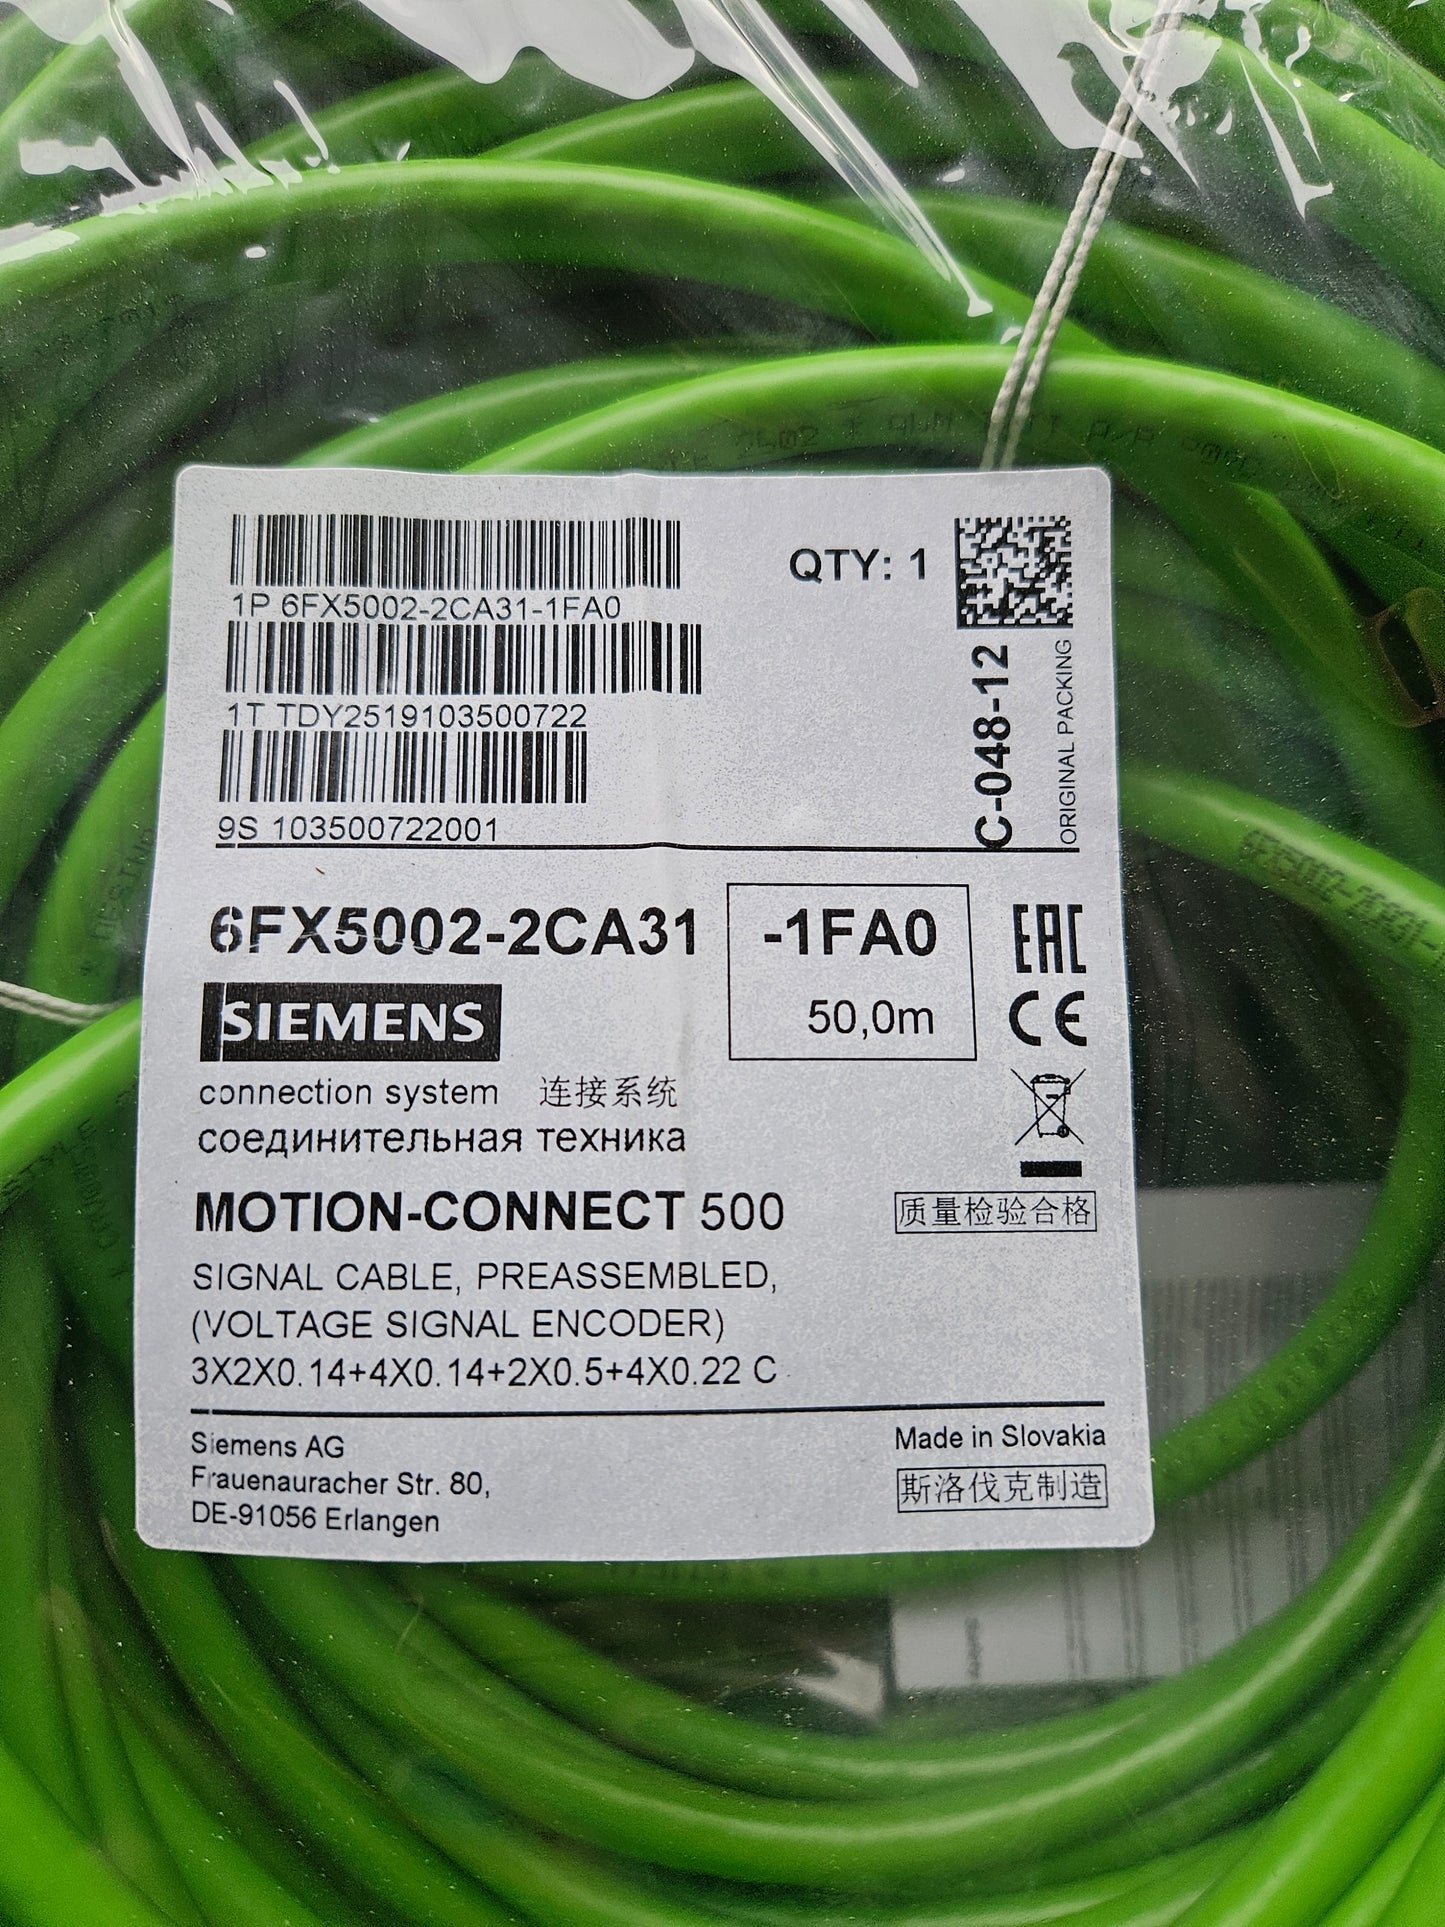 1P 6FX5002-2CA31-1FA0
1T TDY2519103500722
9S 103500722001
QTY: 1
C-048-12
ORIGINAL PACKING
6FX5002-2CA31
-1FA0
50,0m
EAC
CE
SIEMENS
connection system 连接系统
соединительная техника
MOTION-CONNECT 500
质量检验合格
SIGNAL CABLE, PREASSEMBLED,
(VOLTAGE SIGNAL ENCODER)
3X2X0.14+4X0.14+2X0.5+4X0.22 C
Siemens AG
Frauenauracher Str. 80,
DE-91056 Erlangen
Made in Slovakia
斯洛伐克制造